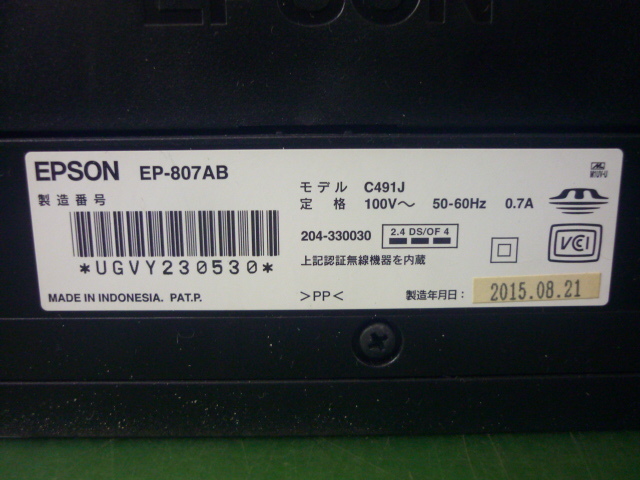 EPSON
EPSON EP-807AB
製造番号
*UGVY230530*
MADE IN INDONESIA. PAT.P.
モデル C491J
定格 100V～ 50-60Hz 0.7A
204-330030 2.4 DS/OF 4
上記認証無線機器を内蔵
>PP<
製造年月日：2015.08.21
VCI